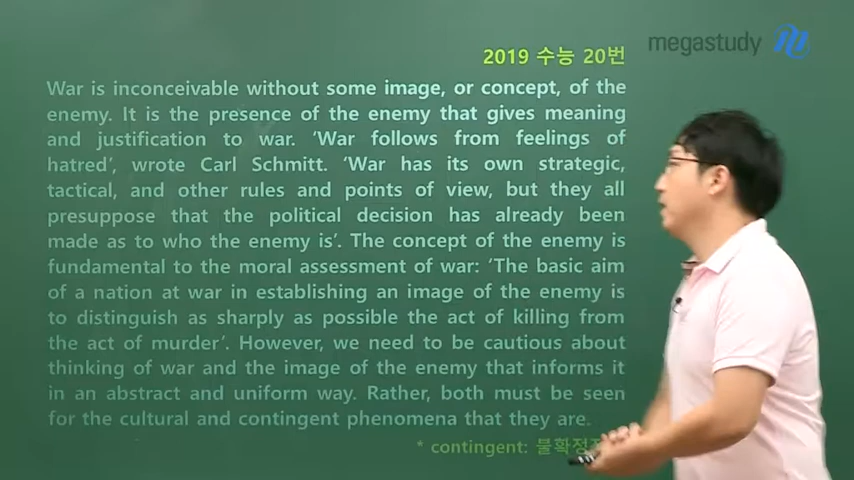 2019 수능 20번
megastudy
War is inconceivable without some image, or concept, of the
enemy. It is the presence of the enemy that gives meaning
and justification to war. ‘War follows from feelings of
hatred’, wrote Carl Schmitt. ‘War has its own strategic,
tactical, and other rules and points of view, but they all
presuppose that the political decision has already been
made as to who the enemy is’. The concept of the enemy is
fundamental to the moral assessment of war: ‘The basic aim
of a nation at war in establishing an image of the enemy is
to distinguish as sharply as possible the act of killing from
the act of murder’. However, we need to be cautious about
thinking of war and the image of the enemy that informs it
in an abstract and uniform way. Rather, both must be seen
for the cultural and contingent phenomena that they are.
* contingent: